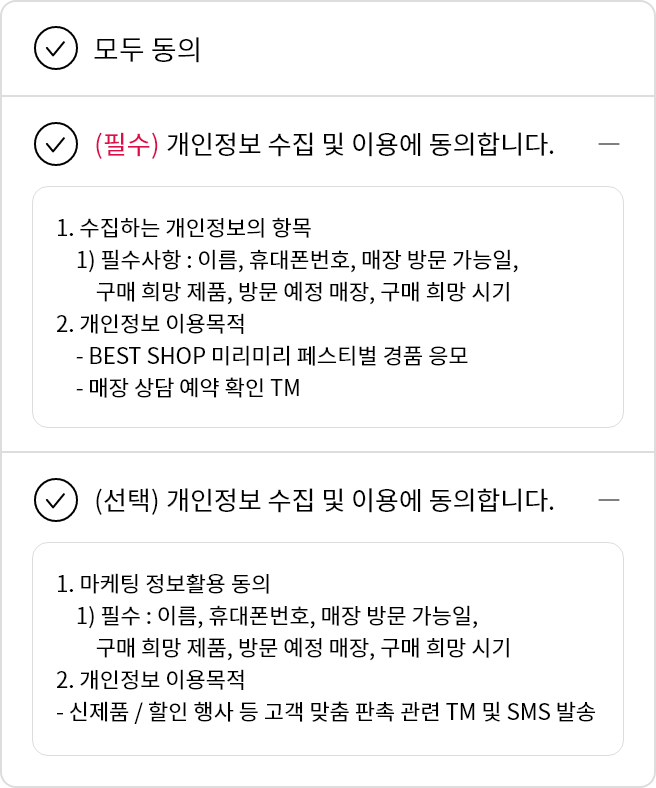 모두 동의
(필수) 개인정보 수집 및 이용에 동의합니다.
1. 수집하는 개인정보의 항목
1) 필수사항 : 이름, 휴대폰번호, 매장 방문 가능일,
구매 희망 제품, 방문 예정 매장, 구매 희망 시기
2. 개인정보 이용목적
- BEST SHOP 미리미리 페스티벌 경품 응모
- 매장 상담 예약 확인 TM
(선택) 개인정보 수집 및 이용에 동의합니다.
1. 마케팅 정보활용 동의
1) 필수 : 이름, 휴대폰번호, 매장 방문 가능일,
구매 희망 제품, 방문 예정 매장, 구매 희망 시기
2. 개인정보 이용목적
- 신제품 / 할인 행사 등 고객 맞춤 판촉 관련 TM 및 SMS 발송